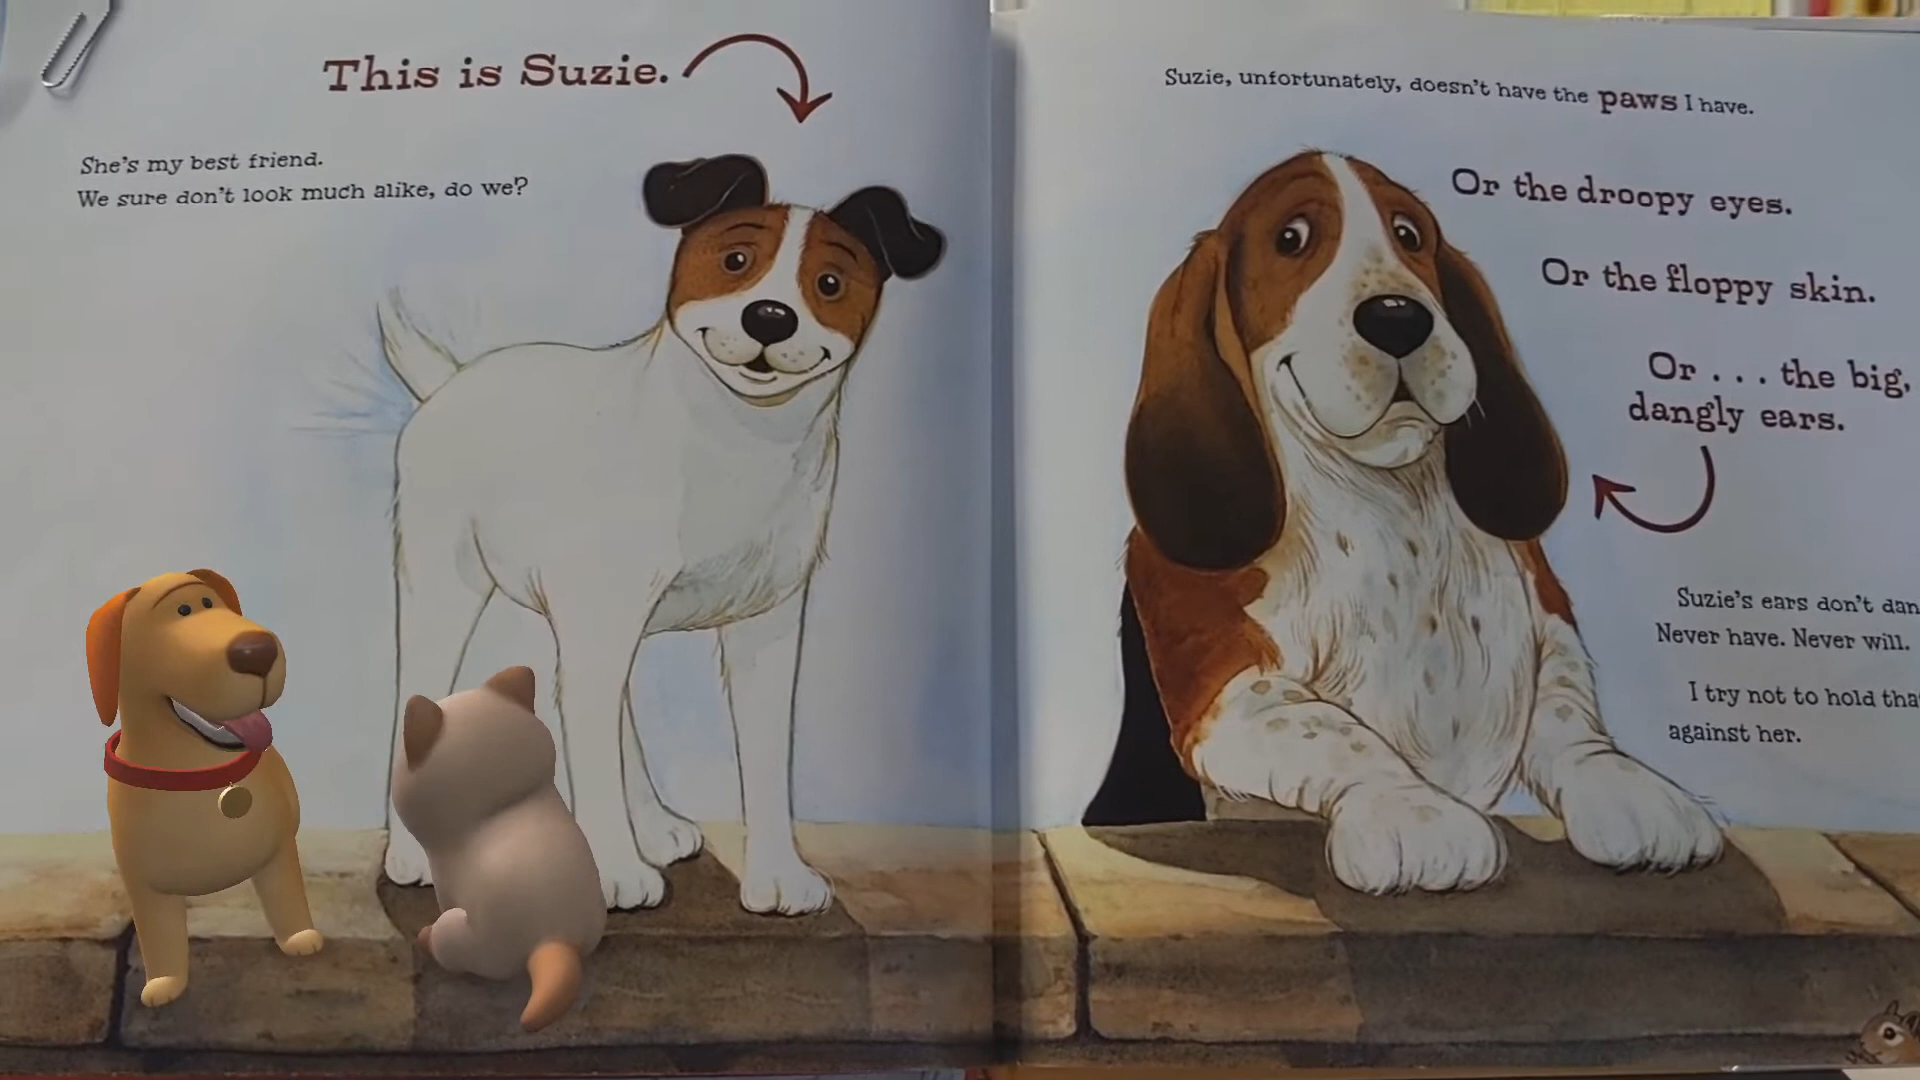 This is Suzie.
She's my best friend.
We sure don't look much alike, do we?
Suzie, unfortunately, doesn't have the paws I have.
Or the droopy eyes.
Or the floppy skin.
Or . . . the big,
dangly ears.
Suzie's ears don't
Never have. Never will.
I try not to hold
against her.